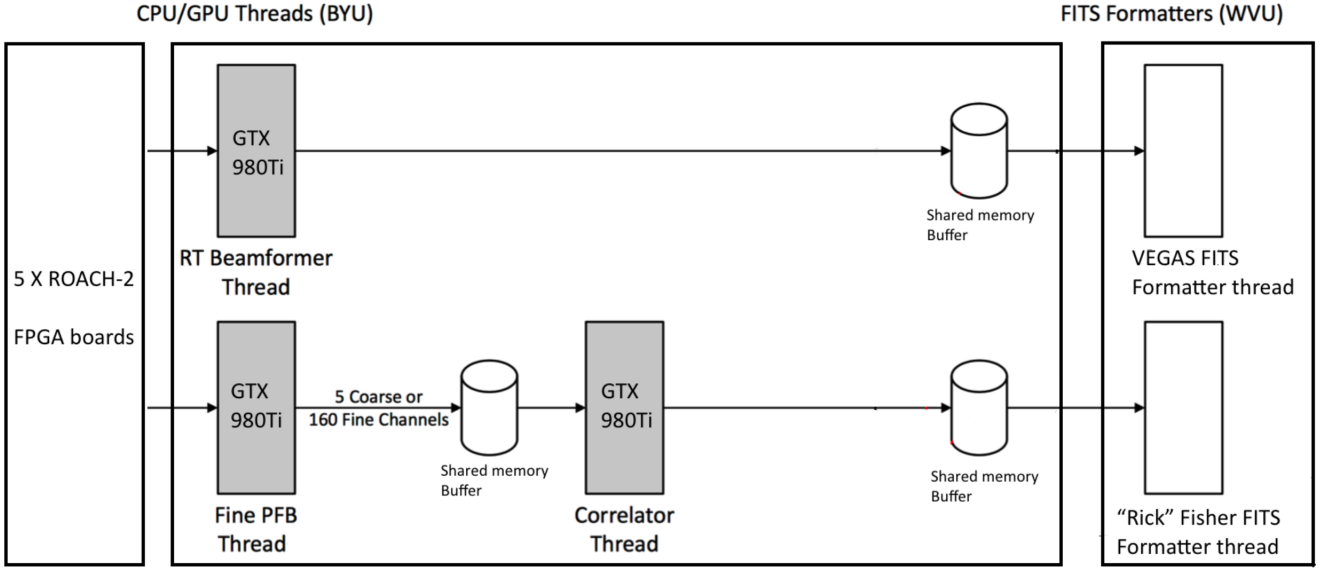 CPU/GPU Threads (BYU)
FITS Formatters (WVU)
5 X ROACH-2
FPGA boards
GTX
980Ti
RT Beamformer
Thread
Shared memory
Buffer
VEGAS FITS
Formatter thread
GTX
980Ti
Fine PFB
Thread
5 Coarse or
160 Fine Channels
Shared memory
Buffer
GTX
980Ti
Correlator
Thread
Shared memory
Buffer
“Rick” Fisher FITS
Formatter thread